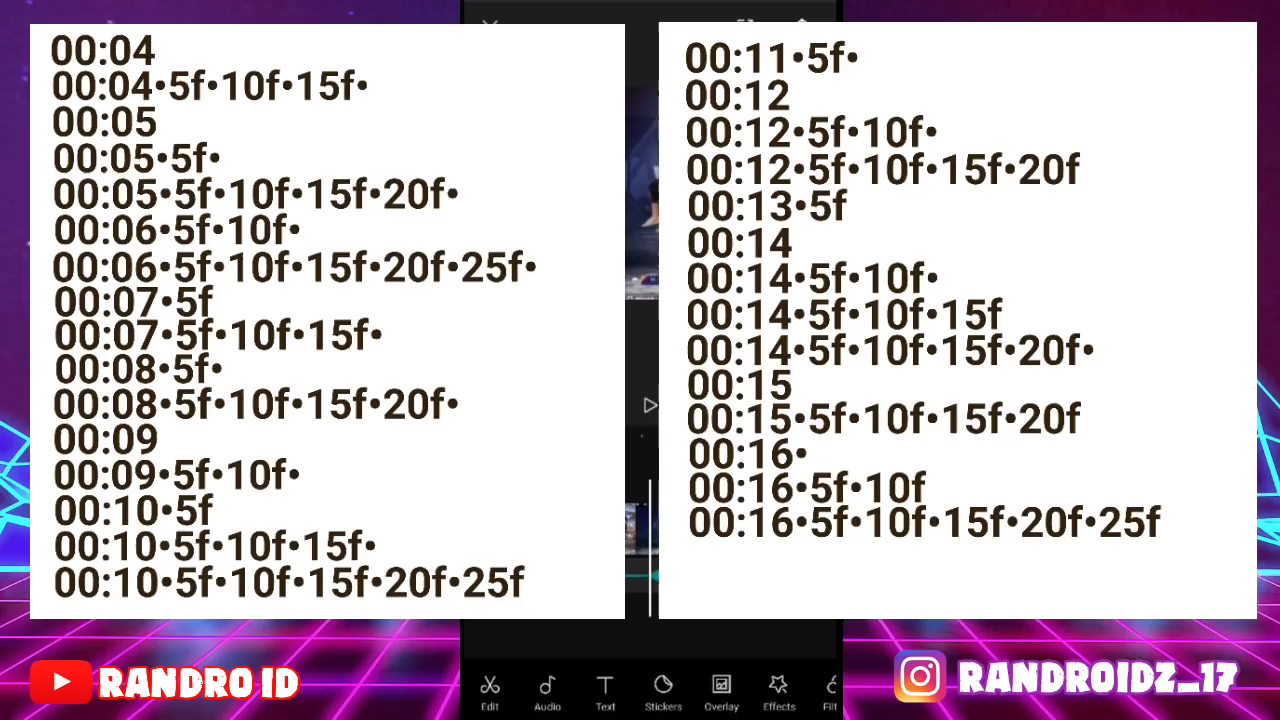 00:04
00:04•5f•10f•15f•
00:05
00:05•5f•
00:05•5f•10f•15f•20f•
00:06•5f•10f•
00:06•5f•10f•15f•20f•25f•
00:07•5f
00:07•5f•10f•15f•
00:08•5f•
00:08•5f•10f•15f•20f•
00:09
00:09•5f•10f•
00:10•5f
00:10•5f•10f•15f•
00:10•5f•10f•15f•20f•25f
00:11•5f•
00:12
00:12•5f•10f•
00:12•5f•10f•15f•20f
00:13•5f
00:14
00:14•5f•10f•
00:14•5f•10f•15f
00:14•5f•10f•15f•20f•
00:15
00:15•5f•10f•15f•20f
00:16•
00:16•5f•10f
00:16•5f•10f•15f•20f•25f
RANDRO ID
Edit Audio Text Stickers Overlay Effects
RANDROIDZ_17